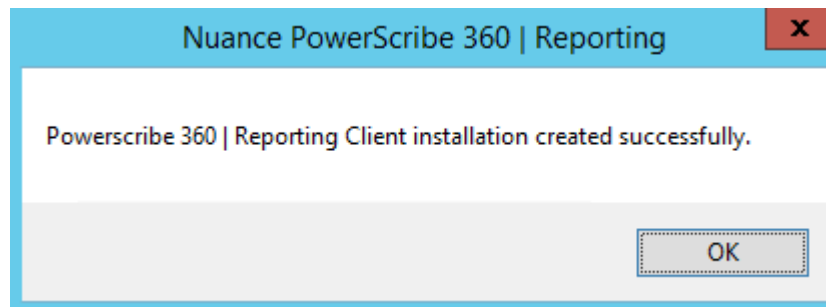 Nuance PowerScribe 360 | Reporting
x
Powerscribe 360 | Reporting Client installation created successfully.
OK